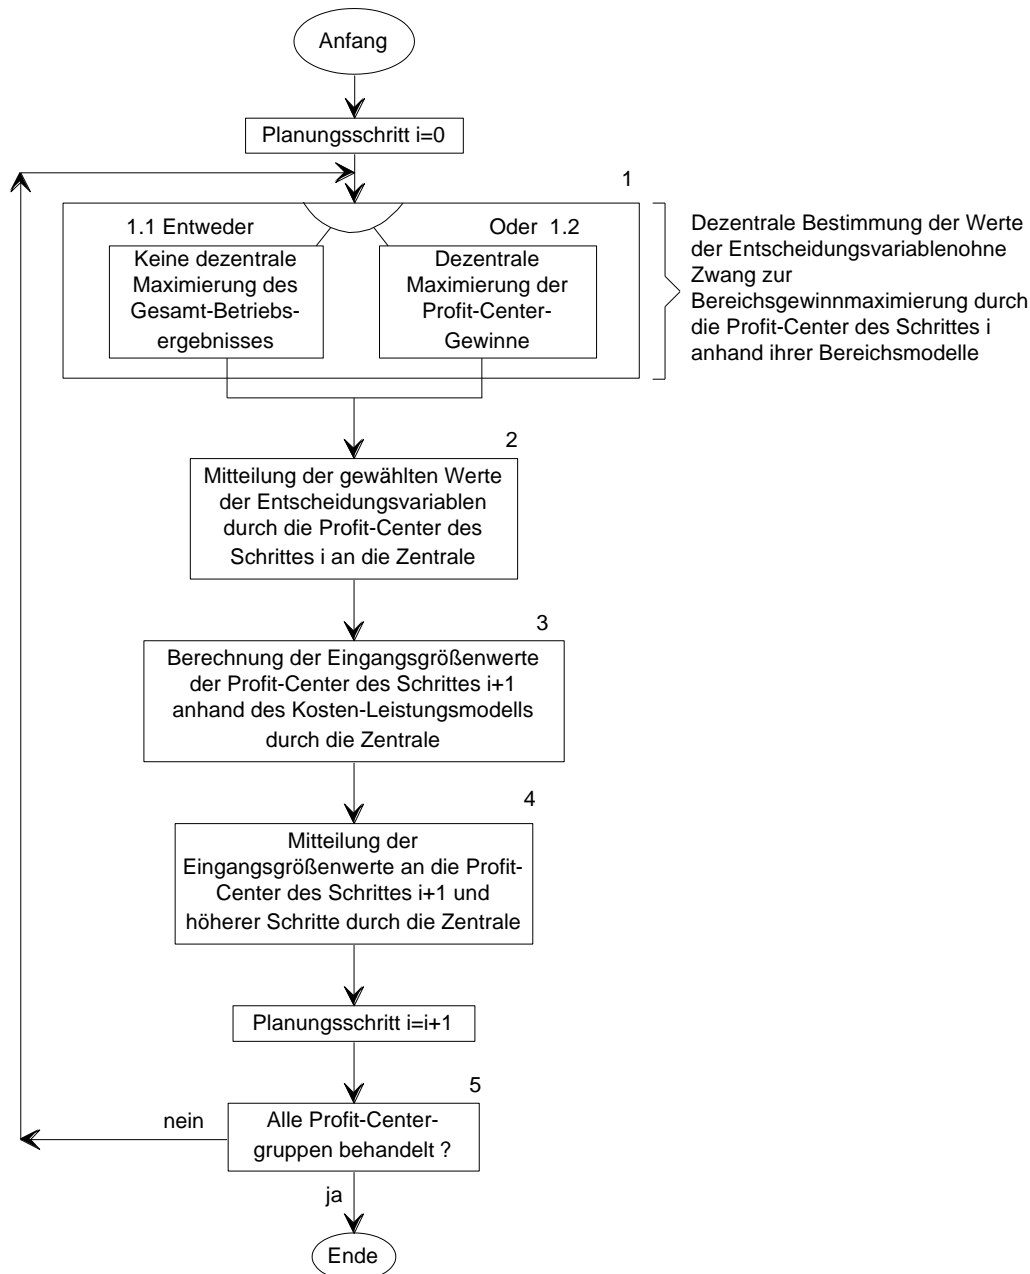 Anfang
Planungsschritt i=0
1
1.1 Entweder
Oder 1.2
Keine dezentrale
Maximierung des
Gesamt-Betriebs-
ergebnisses
Dezentrale
Maximierung der
Profit-Center-
Gewinne
Dezentrale Bestimmung der Werte
der Entscheidungsvariablenohne
Zwang zur
Bereichsgewinnmaximierung durch
die Profit-Center des Schrittes i
anhand ihrer Bereichsmodelle
2
Mitteilung der gewählten Werte
der Entscheidungsvariablen
durch die Profit-Center des
Schrittes i an die Zentrale
3
Berechnung der Eingangsgrößenwerte
der Profit-Center des Schrittes i+1
anhand des Kosten-Leistungsmodells
durch die Zentrale
4
Mitteilung der
Eingangsgrößenwerte an die Profit-
Center des Schrittes i+1 und
höherer Schritte durch die Zentrale
Planungsschritt i=i+1
5
nein
Alle Profit-Center-
gruppen behandelt ?
ja
Ende